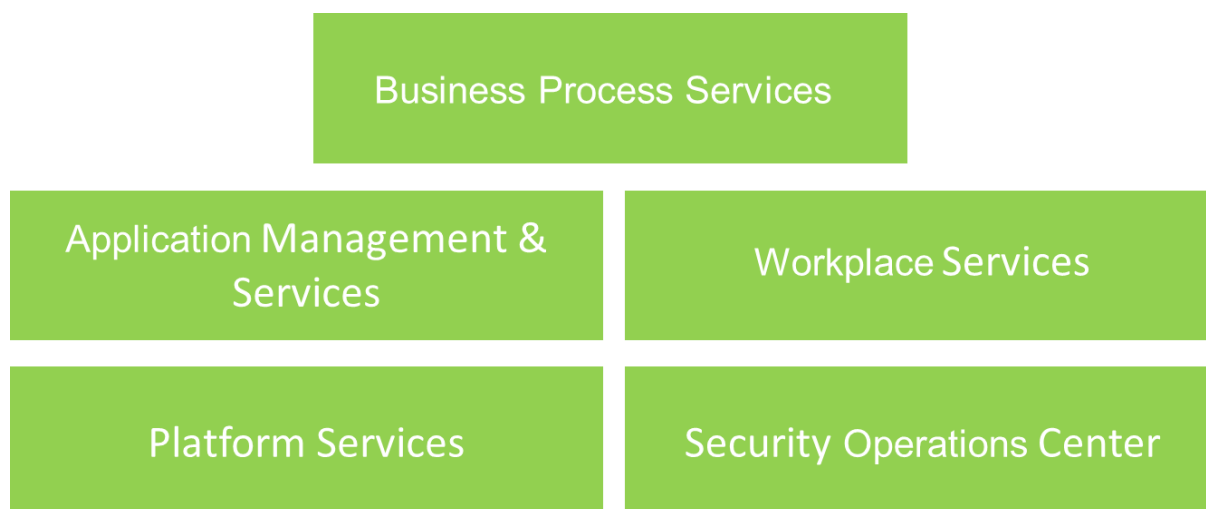 Business Process Services
Application Management &
Services
Workplace Services
Platform Services
Security Operations Center